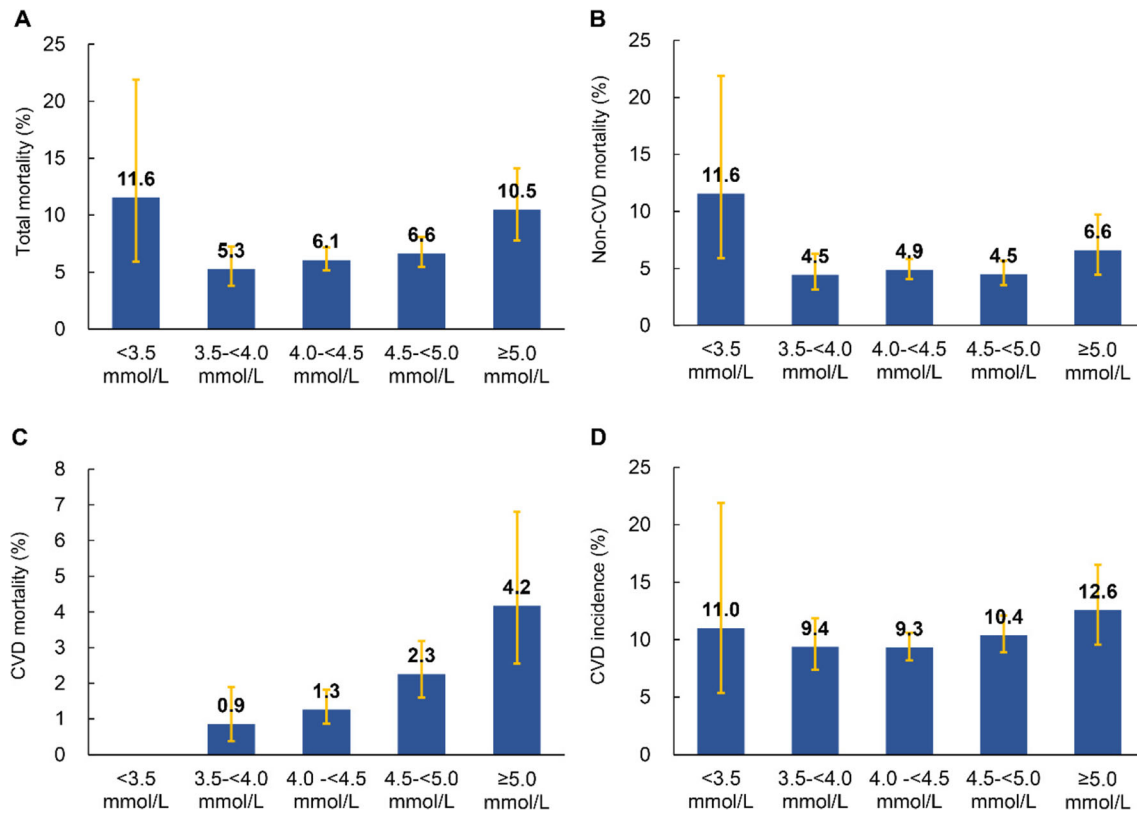 A
Total mortality (%)
25
20
15
10
5
0
11.6
5.3
6.1
6.6
10.5
<3.5 3.5-<4.0 4.0-<4.5 4.5-<5.0 ≥5.0
mmol/L mmol/L mmol/L mmol/L mmol/L
B
Non-CVD mortality (%)
25
20
15
10
5
0
11.6
4.5
4.9
4.5
6.6
<3.5 3.5-<4.0 4.0-<4.5 4.5-<5.0 ≥5.0
mmol/L mmol/L mmol/L mmol/L mmol/L
C
CVD mortality (%)
8
7
6
5
4
3
2
1
0
0.9
1.3
2.3
4.2
<3.5 3.5-<4.0 4.0 -<4.5 4.5-<5.0 ≥5.0
mmol/L mmol/L mmol/L mmol/L mmol/L
D
CVD incidence (%)
25
20
15
10
5
0
11.0
9.4
9.3
10.4
12.6
<3.5 3.5-<4.0 4.0 -<4.5 4.5-<5.0 ≥5.0
mmol/L mmol/L mmol/L mmol/L mmol/L